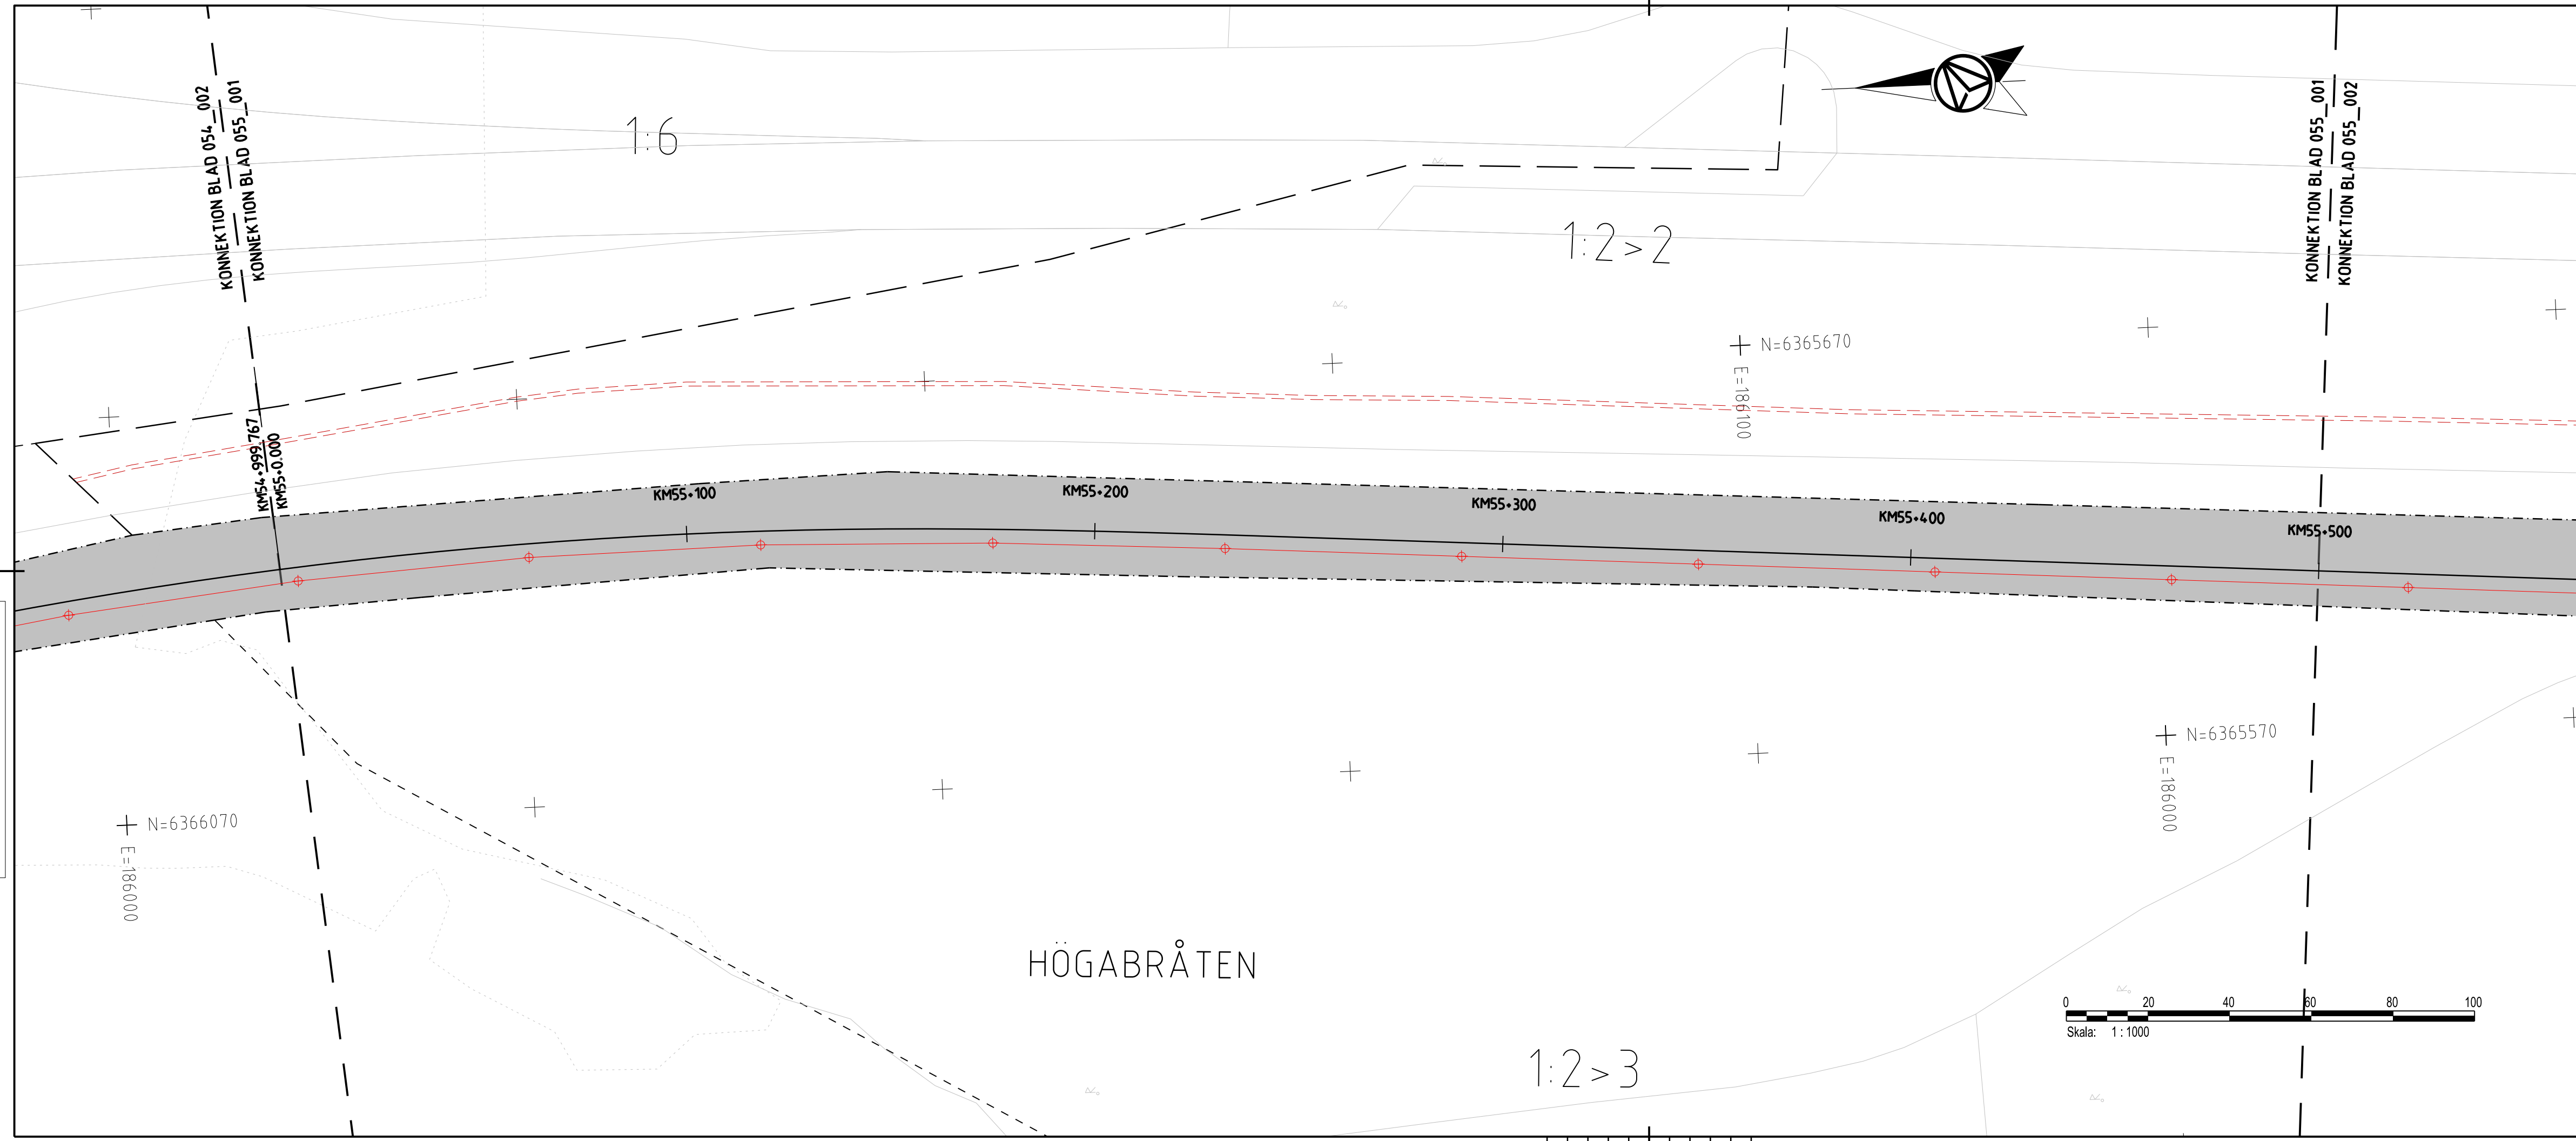 KONNEKTION BLAD 054_002
KONNEKTION BLAD 055_001
1:6
KONNEKTION BLAD 055_001
KONNEKTION BLAD 055_002
1:2>2
N=6365670
E=186100
KM54+999.767
KM55+0.000
KM55+100
KM55+200
KM55+300
KM55+400
KM55+500
N=6365570
E=186000
N=6366070
E=186000
HÖGABRÅTEN
0 20 40 60 80 100
Skala: 1 : 1000
1:2>3